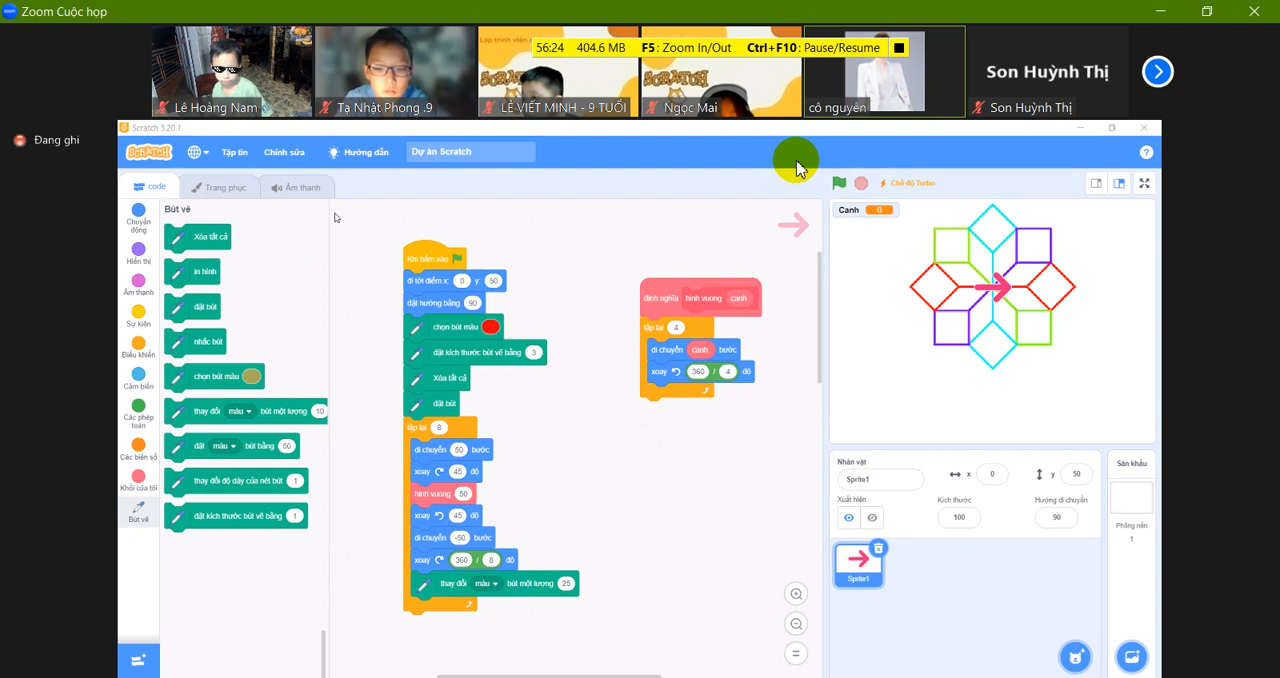 Zoom Cuộc họp
56:24 404.6 MB F5: Zoom In/Out Ctrl+F10: Pause/Resume
Lê Hoàng Nam
Tạ Nhật Phong .9
LÊ VIẾT MINH - 9 TUỔI
Ngọc Mai
cô nguyên
Son Huỳnh Thị
Son Huỳnh Thị
Đang ghi
Scratch 3.20.1
SCRATCH
Tập tin
Chỉnh sửa
Hướng dẫn
Dự án Scratch
code
Trang phục
Âm thanh
Chế độ Turbo
Chuyển
động
Hiển thị
Âm thanh
Sự kiện
Điều khiển
Cảm biến
Các phép
toán
Các biến số
Khối của tôi
Bút vẽ
Bút vẽ
Xóa tất cả
in hình
đặt bút
nhấc bút
chọn bút màu
thay đổi màu bút một lượng 10
đặt màu bút bằng 50
thay đổi độ dày của nét bút 1
đặt kích thước bút vẽ bằng 1
Khi bấm vào
đi tới điểm x: 0 y: 50
đặt hướng bằng 90
chọn bút màu
đặt kích thước bút vẽ bằng 3
Xóa tất cả
đặt bút
lặp lại 8
di chuyển 50 bước
xoay 45 độ
hình vuong 50
xoay 45 độ
di chuyển -50 bước
xoay 360 / 8 độ
thay đổi màu bút một lượng 25
định nghĩa hình vuong canh
lặp lại 4
di chuyển canh bước
xoay 360 / 4 độ
Canh 0
Nhân vật
Sprite1
x 0
y 50
Xuất hiện
Kích thước
100
Hướng di chuyển
90
Sprite1
Sân khấu
Phông nền
1